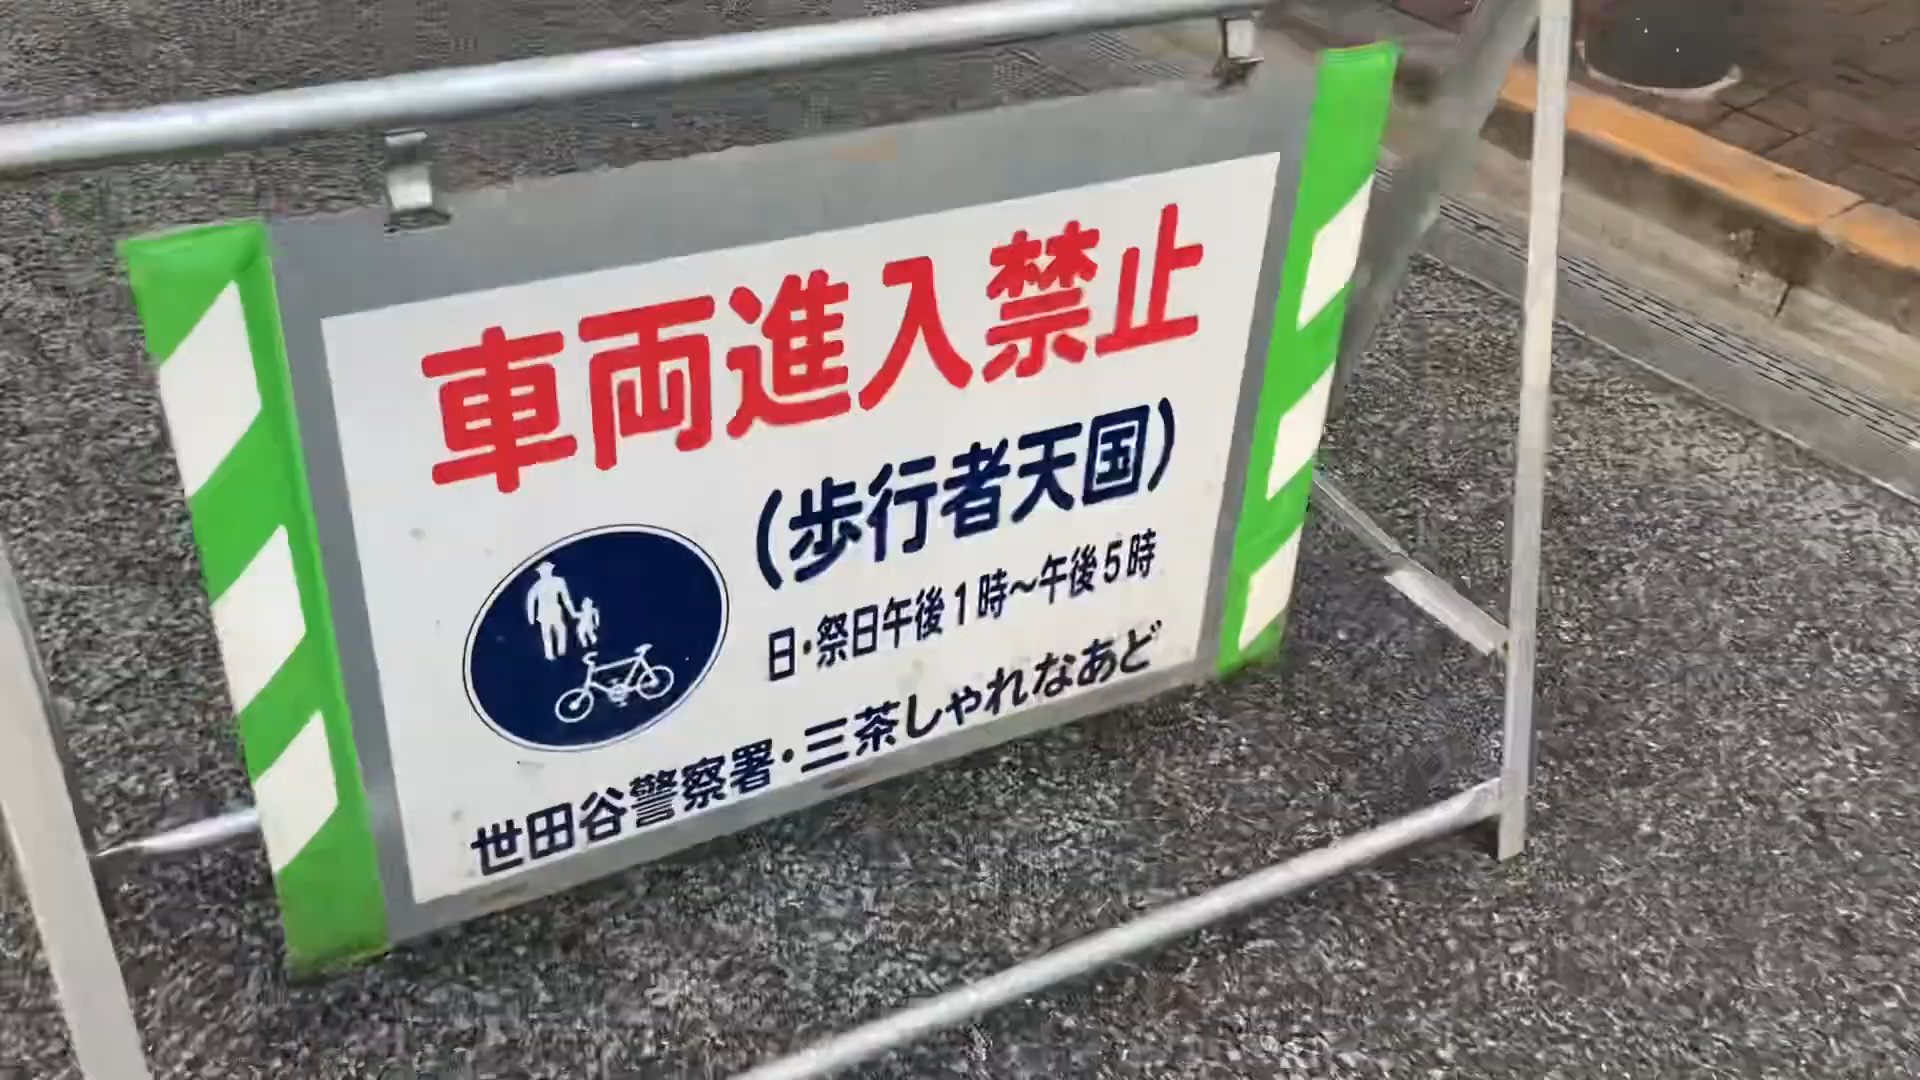 車両進入禁止
(歩行者天国)
日・祭日午後1時〜午後5時
世田谷警察署・三茶しゃれなあど